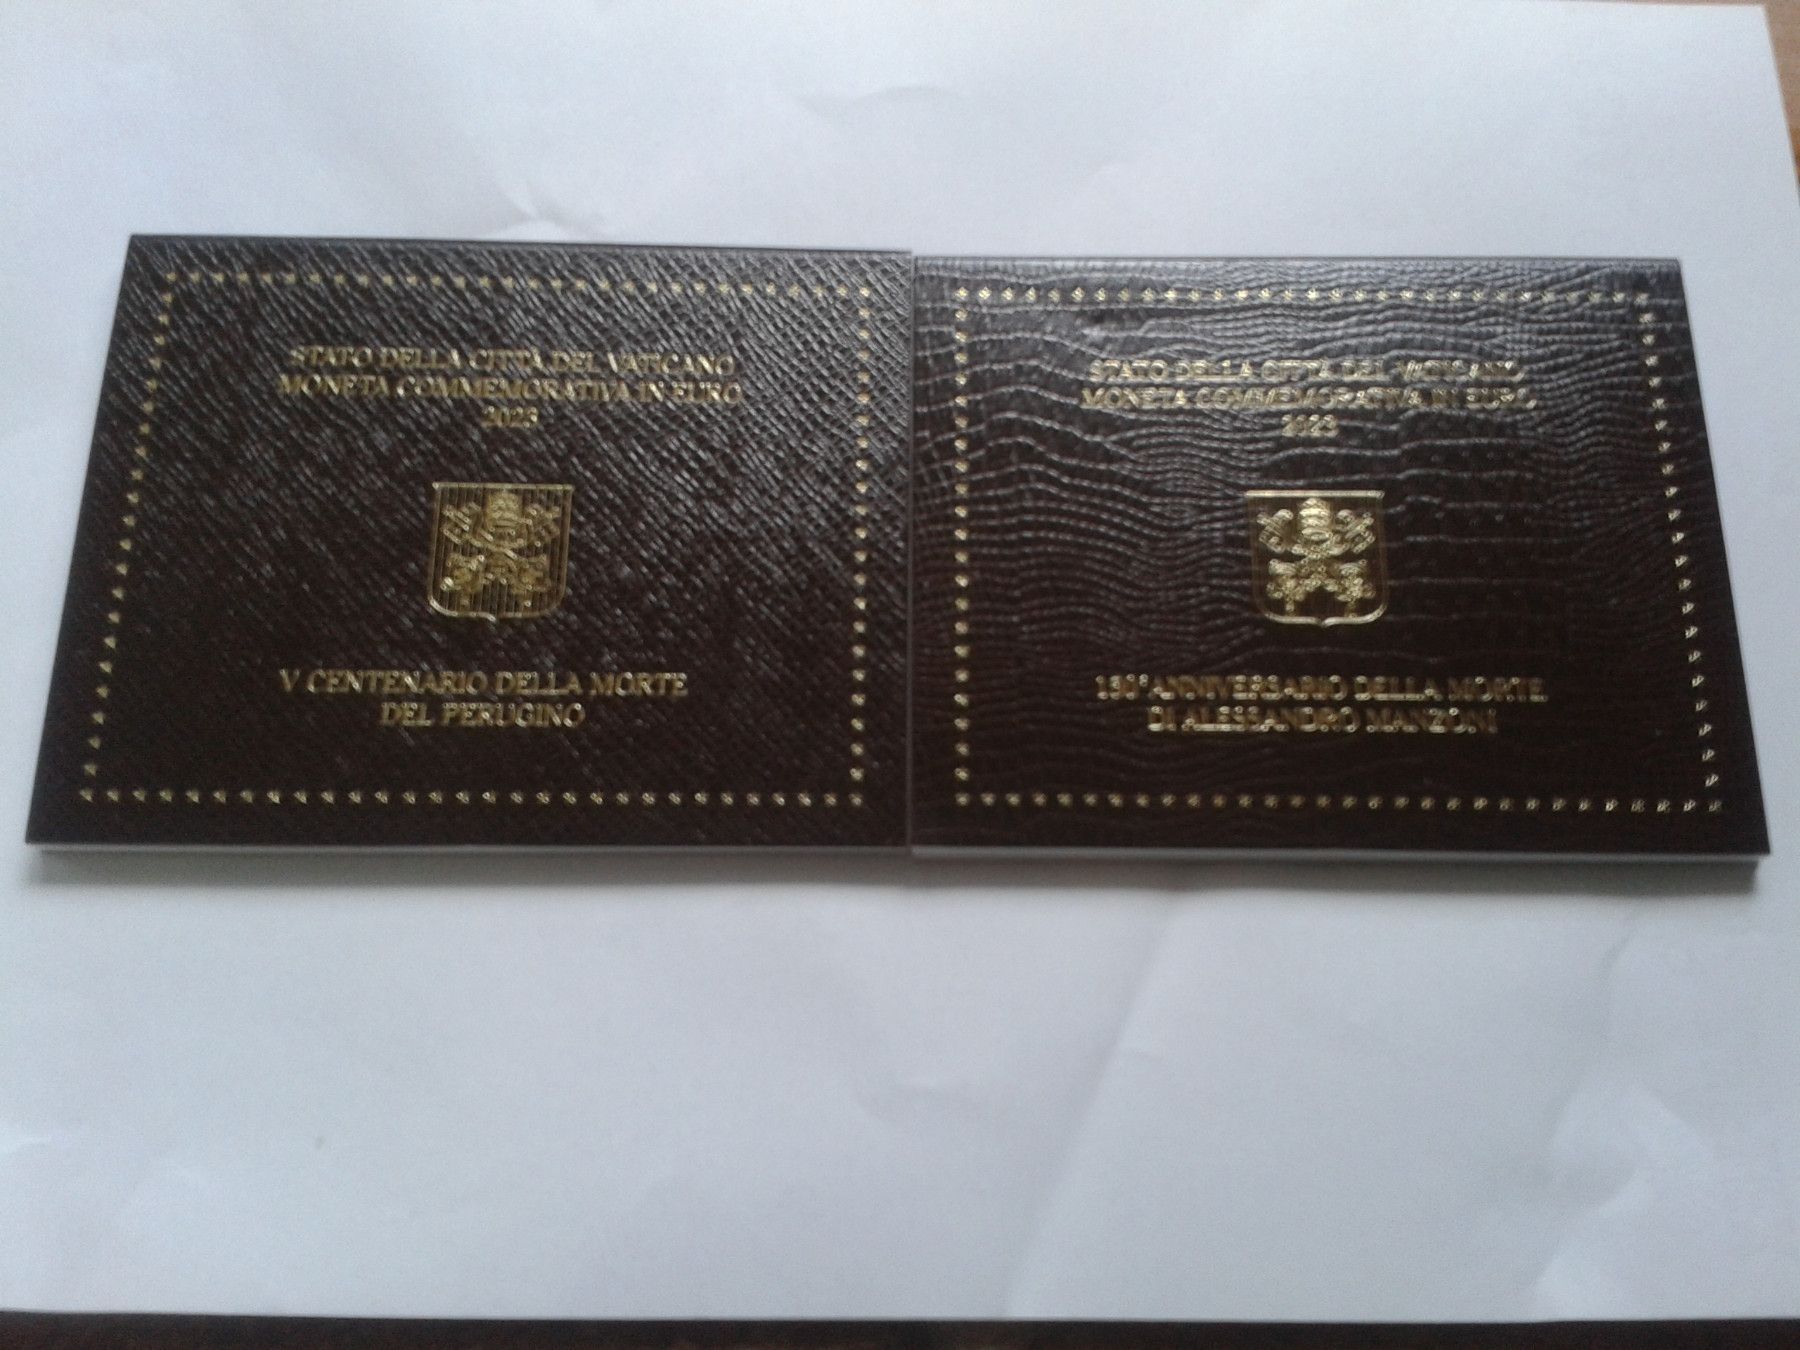 STATO DELLA CITTÀ DEL VATICANO
MONETA COMMEMORATIVA IN EURO
2023
V CENTENARIO DELLA MORTE
DEL PERUGINO
STATO DELLA CITTÀ DEL VATICANO
MONETA COMMEMORATIVA IN EURO
2023
150° ANNIVERSARIO DELLA MORTE
DI ALESSANDRO MANZONI